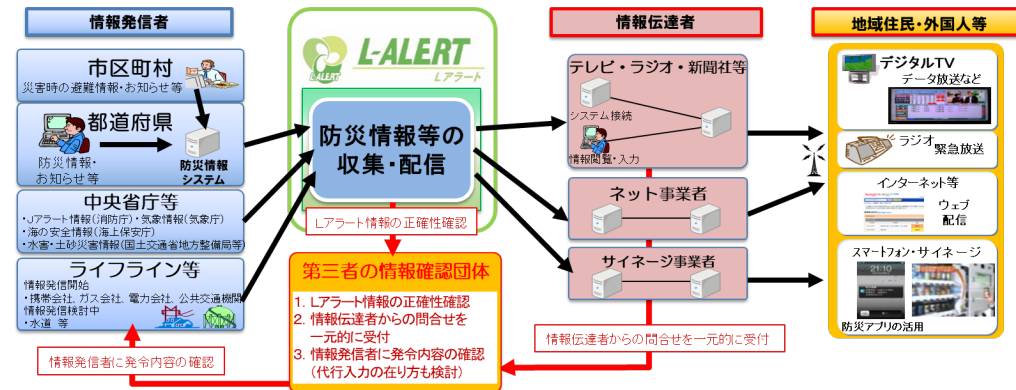 情報発信者
市区町村
災害時の避難情報・お知らせ等
都道府県
防災情報・
お知らせ等
防災情報
システム
中央省庁等
・Jアラート情報(消防庁)・気象情報(気象庁)
・海の安全情報(海上保安庁)
・水害・土砂災害情報(国土交通省地方整備局等)
ライフライン等
情報発信開始
・携帯会社、ガス会社、電力会社、公共交通機関
情報発信検討中
・水道 等
情報発信者に発令内容の確認
L-ALERT
L-ALERT
Lアラート
防災情報等の
収集・配信
Lアラート情報の正確性確認
第三者の情報確認団体
1. Lアラート情報の正確性確認
2. 情報伝達者からの問合せを
一元的に受付
3. 情報発信者に発令内容の確認
(代行入力の在り方も検討)
情報伝達者
テレビ・ラジオ・新聞社等
システム接続
情報閲覧・入力
ネット事業者
サイネージ事業者
情報伝達者からの問合せを一元的に受付
地域住民・外国人等
デジタルTV
データ放送など
ラジオ
緊急放送
インターネット等
ウェブ
配信
スマートフォン・サイネージ
21:10
防災アプリの活用